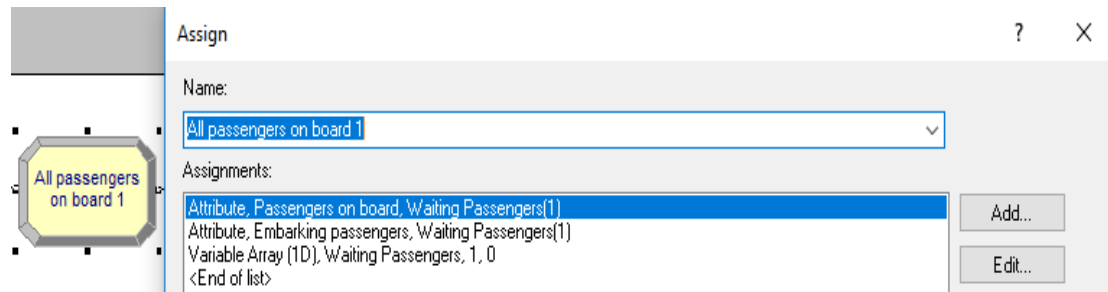 Assign
?
X
Name:
All passengers on board 1
Assignments:
All passengers
on board 1
Attribute, Passengers on board, Waiting Passengers(1)
Attribute, Embarking passengers, Waiting Passengers(1)
Variable Array (1D), Waiting Passengers, 1, 0
<End of list>
Add...
Edit...